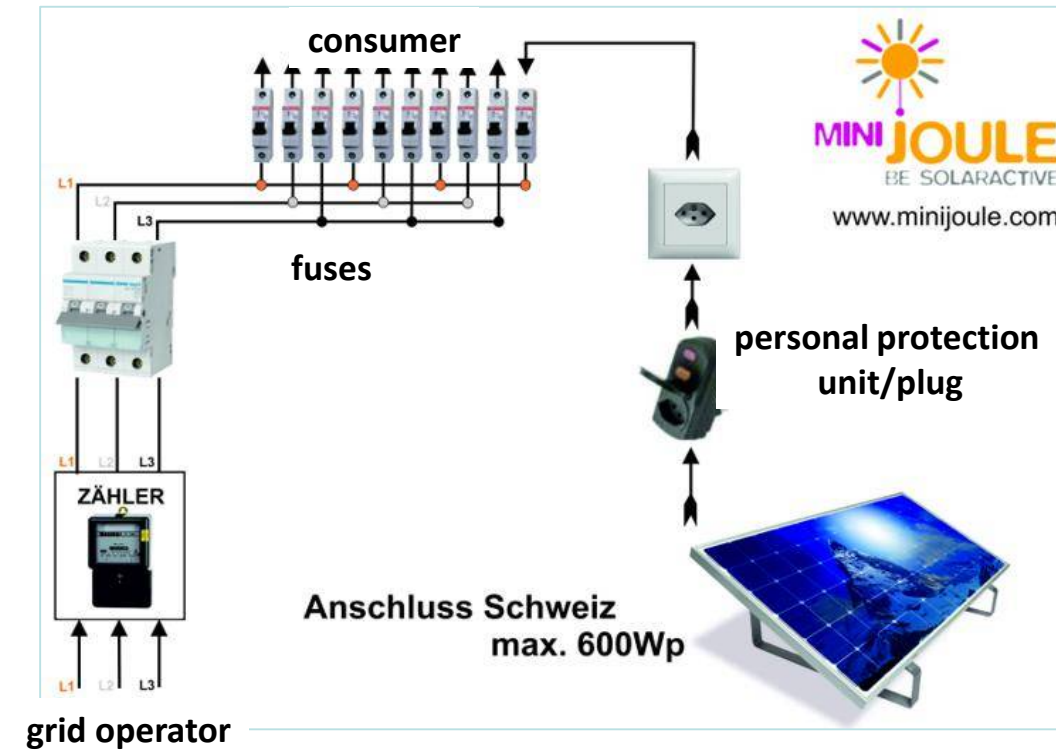 consumer
MINI JOULE
BE SOLARACTIVE
www.minijoule.com
L1
L2
L3
fuses
personal protection
unit/plug
L1 L2 L3
ZÄHLER
Anschluss Schweiz
max. 600Wp
L1 L2 L3
grid operator